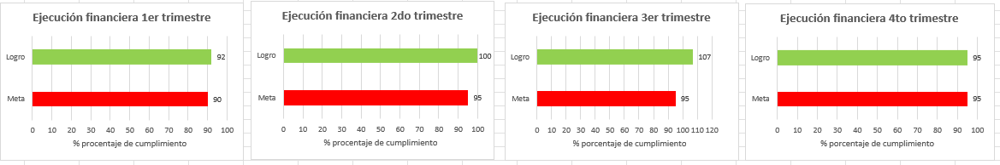 Ejecución financiera 1er trimestre
Logro 92
Meta 90
0 10 20 30 40 50 60 70 80 90 100
% procentaje de cumplimiento
Ejecución financiera 2do trimestre
Logro 100
Meta 95
0 10 20 30 40 50 60 70 80 90 100
% procentaje de cumplimiento
Ejecución financiera 3er trimestre
Logro 107
Meta 95
0 10 20 30 40 50 60 70 80 90 100 110 120
% porcentaje de cumplimiento
Ejecución financiera 4to trimestre
Logro 95
Meta 95
0 10 20 30 40 50 60 70 80 90 100
% porcentaje de cumplimiento